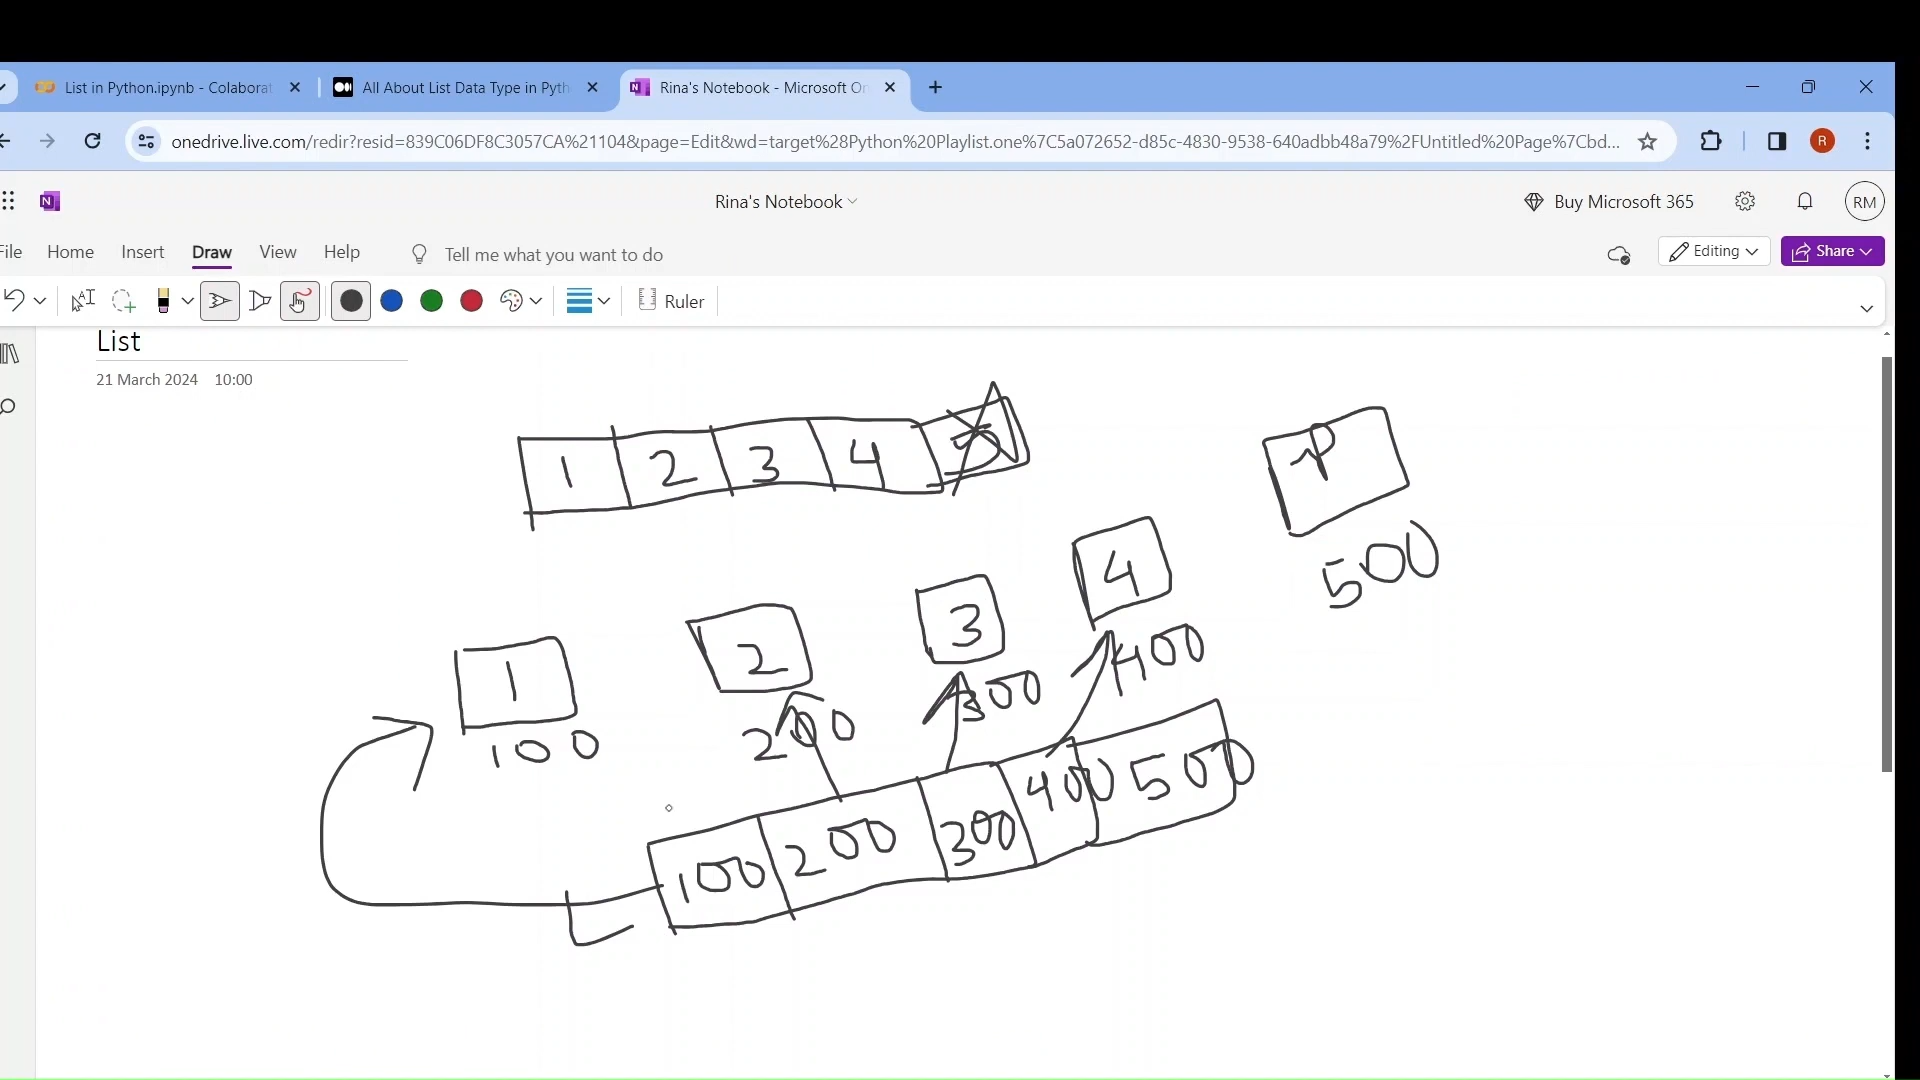 List in Python.ipynb - Colaborat
All About List Data Type in Pyth
Rina's Notebook - Microsoft On
onedrive.live.com/redir?resid=839C06DF8C3057CA%21104&page=Edit&wd=target%28Python%20Playlist.one%7C5a072652-d85c-4830-9538-640adbb48a79%2FUntitled%20Page%7Cbd...
R
N
Rina's Notebook
Buy Microsoft 365
RM
File Home Insert Draw View Help
Tell me what you want to do
Editing
Share
Ruler
List
21 March 2024 10:00
1 2 3 4 5
P
500
4
400
3
300
2
200
1
100
L
100 200 300 400 500